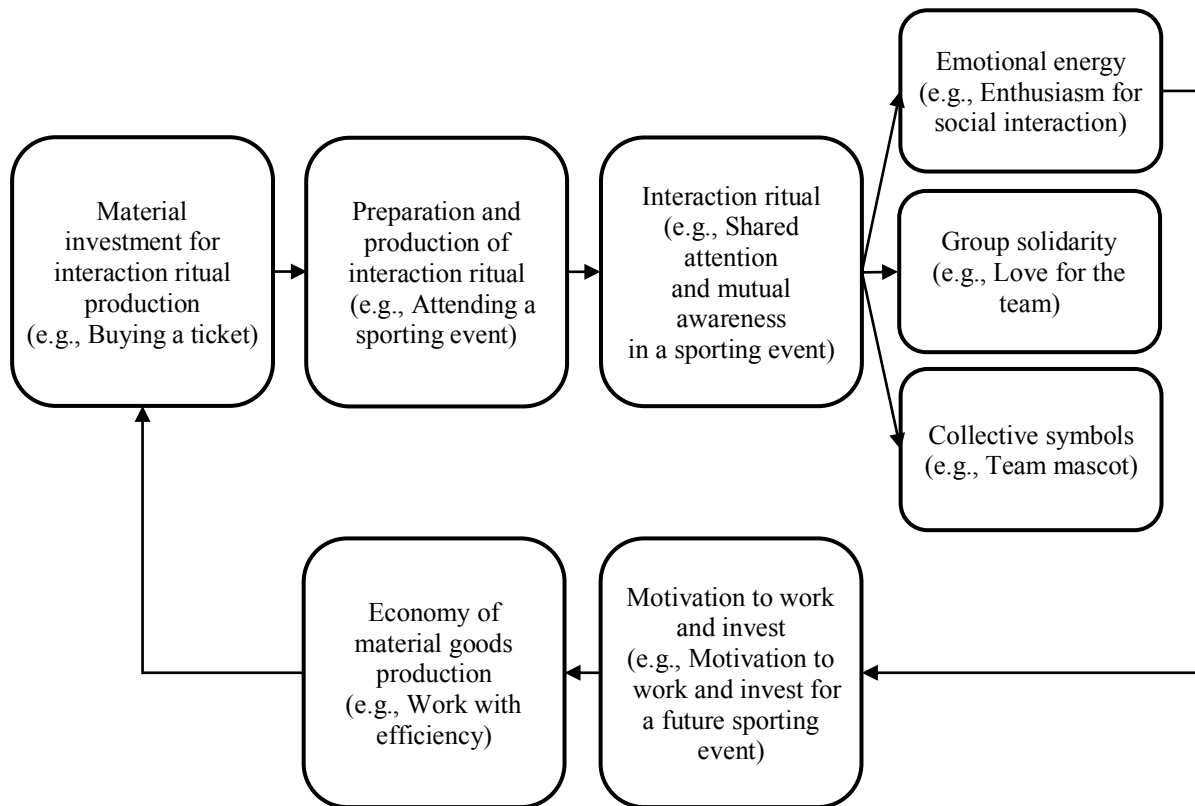 Material
investment for
interaction ritual
production
(e.g., Buying a ticket)
Preparation and
production of
interaction ritual
(e.g., Attending a
sporting event)
Interaction ritual
(e.g., Shared
attention
and mutual
awareness
in a sporting event)
Emotional energy
(e.g., Enthusiasm for
social interaction)
Group solidarity
(e.g., Love for the
team)
Collective symbols
(e.g., Team mascot)
Motivation to work
and invest
(e.g., Motivation to
work and invest for
a future sporting
event)
Economy of
material goods
production
(e.g., Work with
efficiency)